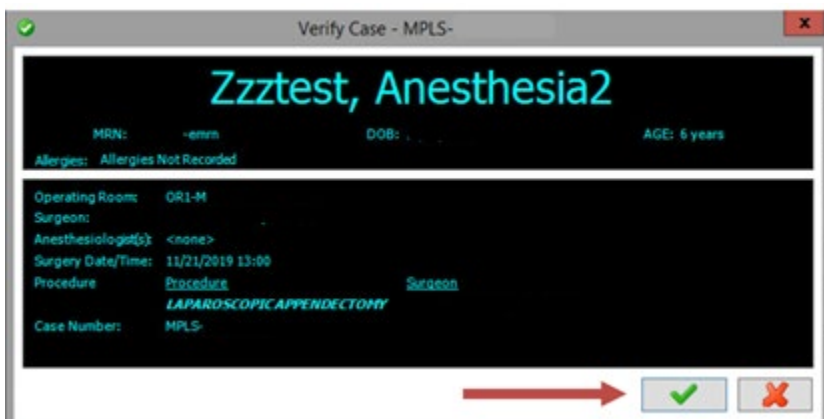 Verify Case - MPLS-
x
Zzztest, Anesthesia2
MRN: -emrn DOB: AGE: 6 years
Allergies: Allergies Not Recorded
Operating Room: OR1-M
Surgeon:
Anesthesiologist(s): <none>
Surgery Date/Time: 11/21/2019 13:00
Procedure Procedure Surgeon
LAPAROSCOPIC APPENDECTOMY
Case Number: MPLS-